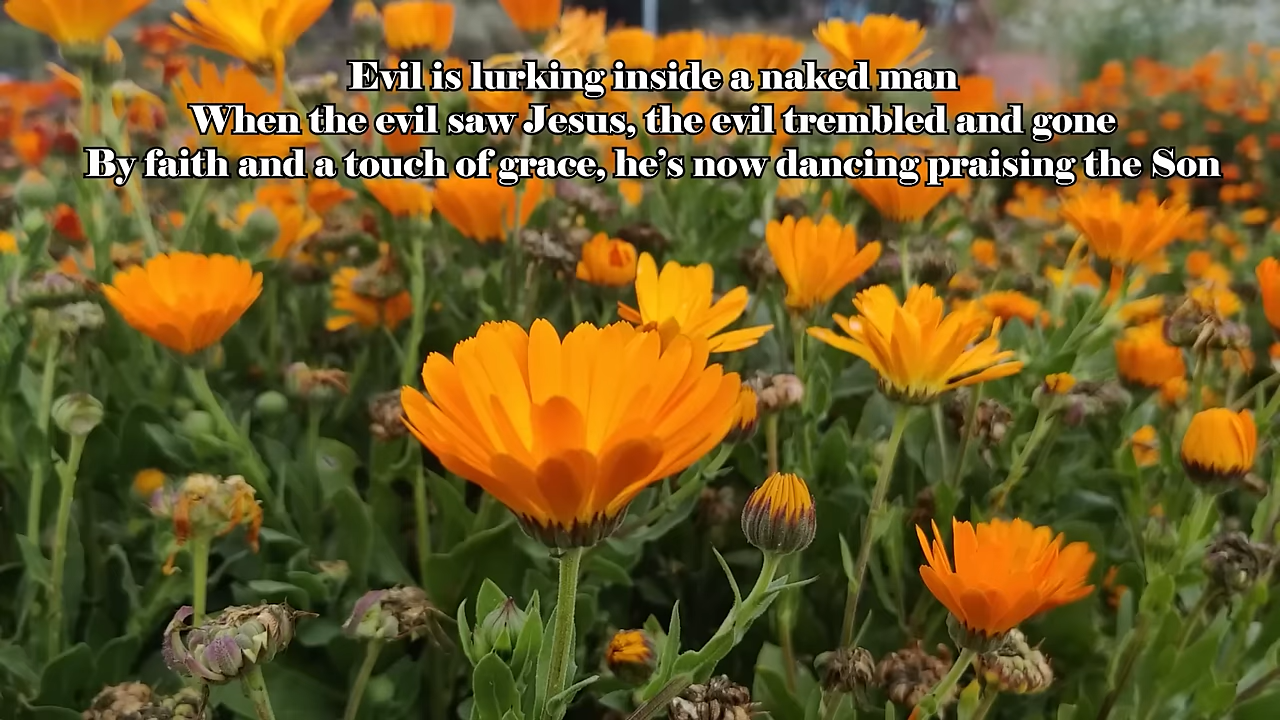 Evil is lurking inside a naked man
When the evil saw Jesus, the evil trembled and gone
By faith and a touch of grace, he's now dancing praising the Son